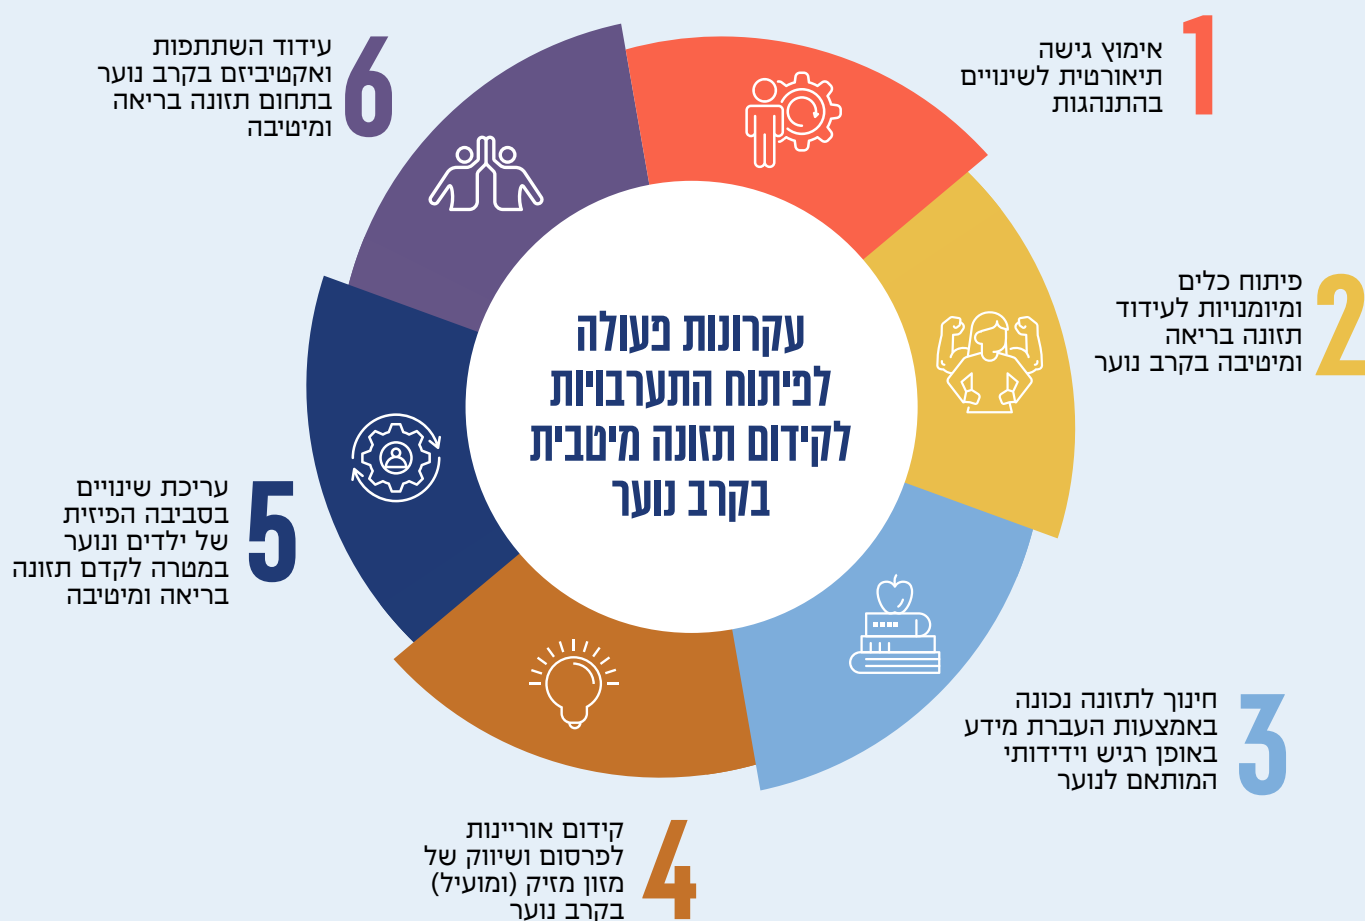 עקרונות פעולה
לפיתוח התערבויות
לקידום תזונה מיטבית
בקרב נוער
1
אימוץ גישה
תיאורטית לשינויים
בהתנהגות
2
פיתוח כלים
ומיומנויות לעידוד
תזונה בריאה
ומיטיבה בקרב נוער
3
חינוך לתזונה נכונה
באמצעות העברת מידע
באופן רגיש וידידותי
המותאם לנוער
4
קידום אוריינות
לפרסום ושיווק של
מזון מזיק (ומועיל)
בקרב נוער
5
עריכת שינויים
בסביבה הפיזית
של ילדים ונוער
במטרה לקדם תזונה
בריאה ומיטיבה
6
עידוד השתתפות
ואקטיביזם בקרב נוער
בתחום תזונה בריאה
ומיטיבה